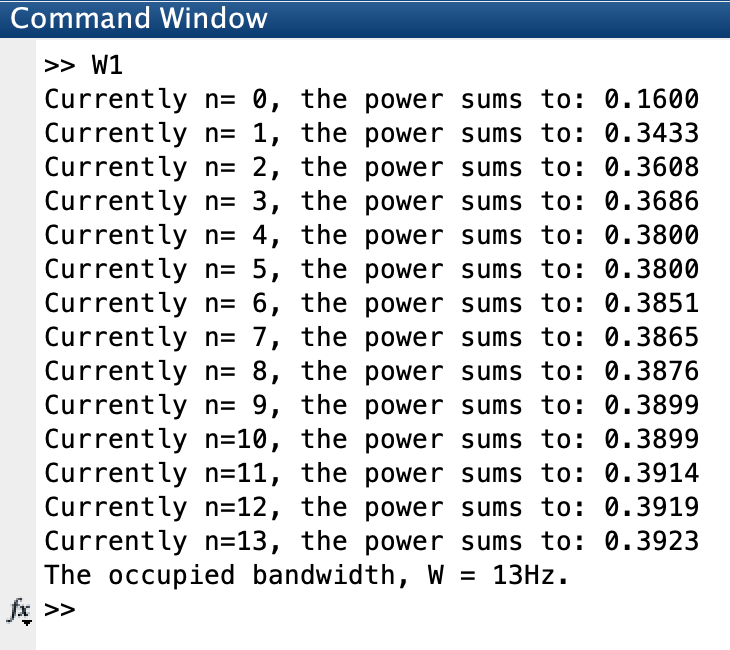 Command Window
>> W1
Currently n= 0, the power sums to: 0.1600
Currently n= 1, the power sums to: 0.3433
Currently n= 2, the power sums to: 0.3608
Currently n= 3, the power sums to: 0.3686
Currently n= 4, the power sums to: 0.3800
Currently n= 5, the power sums to: 0.3800
Currently n= 6, the power sums to: 0.3851
Currently n= 7, the power sums to: 0.3865
Currently n= 8, the power sums to: 0.3876
Currently n= 9, the power sums to: 0.3899
Currently n=10, the power sums to: 0.3899
Currently n=11, the power sums to: 0.3914
Currently n=12, the power sums to: 0.3919
Currently n=13, the power sums to: 0.3923
The occupied bandwidth, W = 13Hz.
fx >>